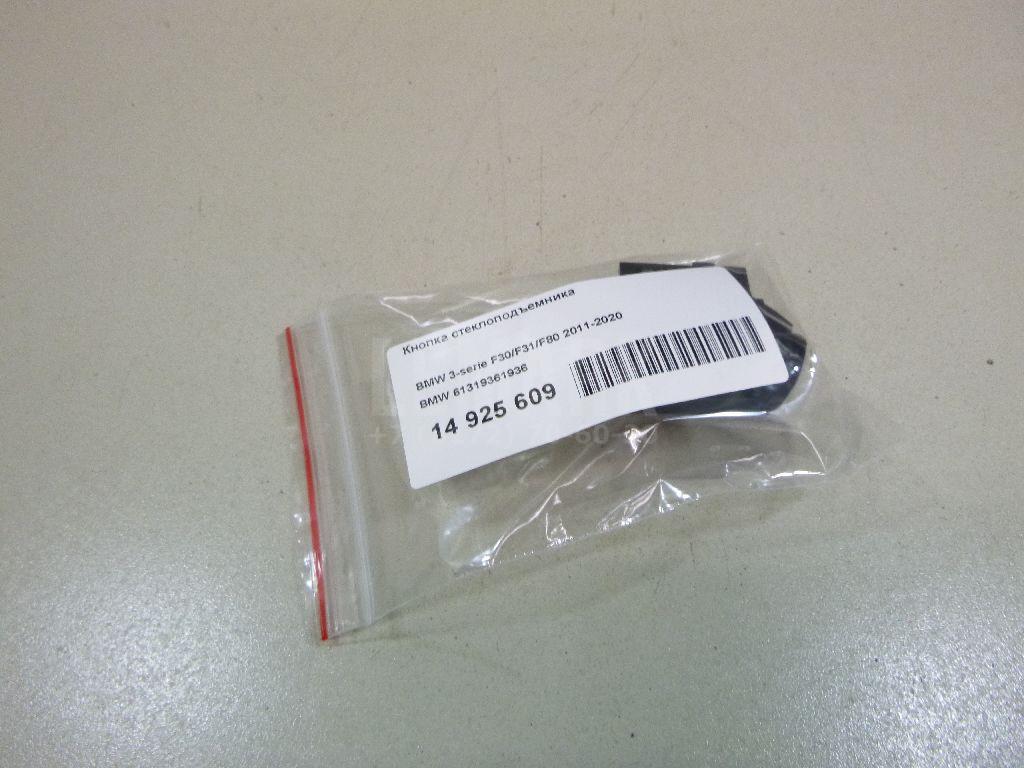 Кнопка стеклоподъемника
BMW 3-serie F30/F31/F80 2011-2020
BMW 61319361936
14 925 609